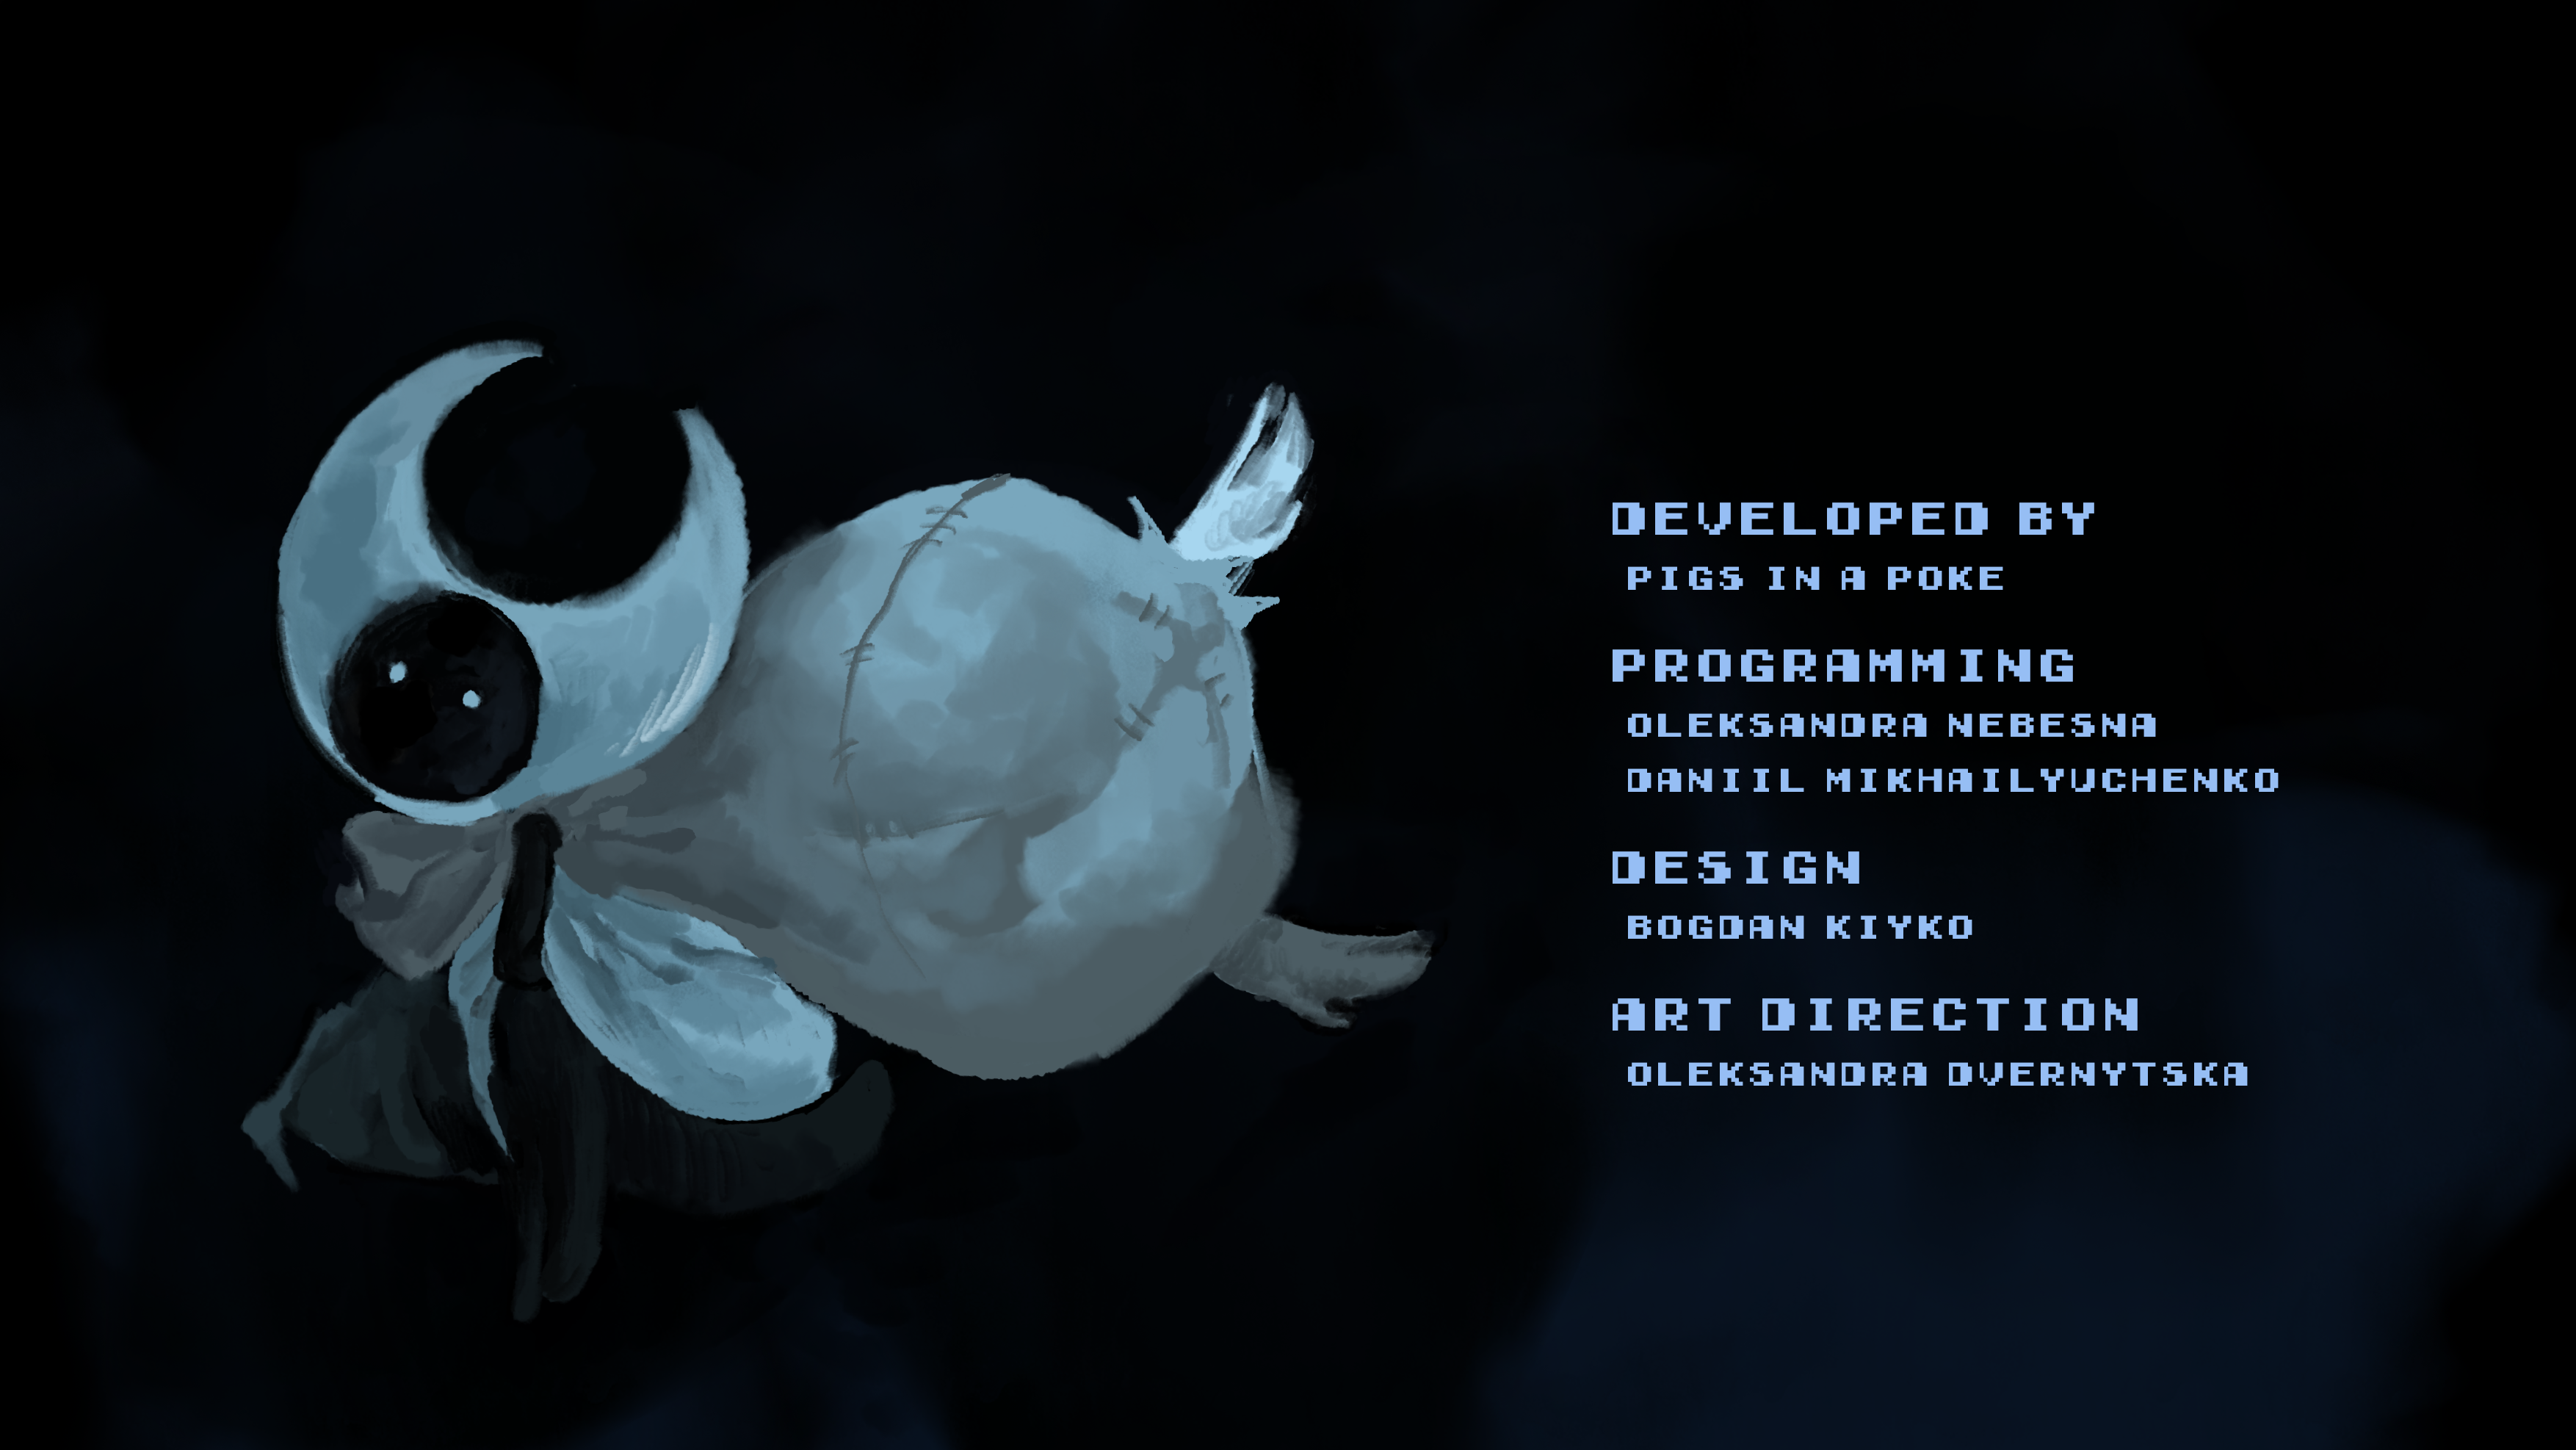 DEVELOPED BY
PIGS IN A POKE
PROGRAMMING
OLEKSANDRA NEBESNA
DANIIL MIKHAILYUCHENKO
DESIGN
BOGDAN KIYKO
ART DIRECTION
OLEKSANDRA DVERNYTSKA